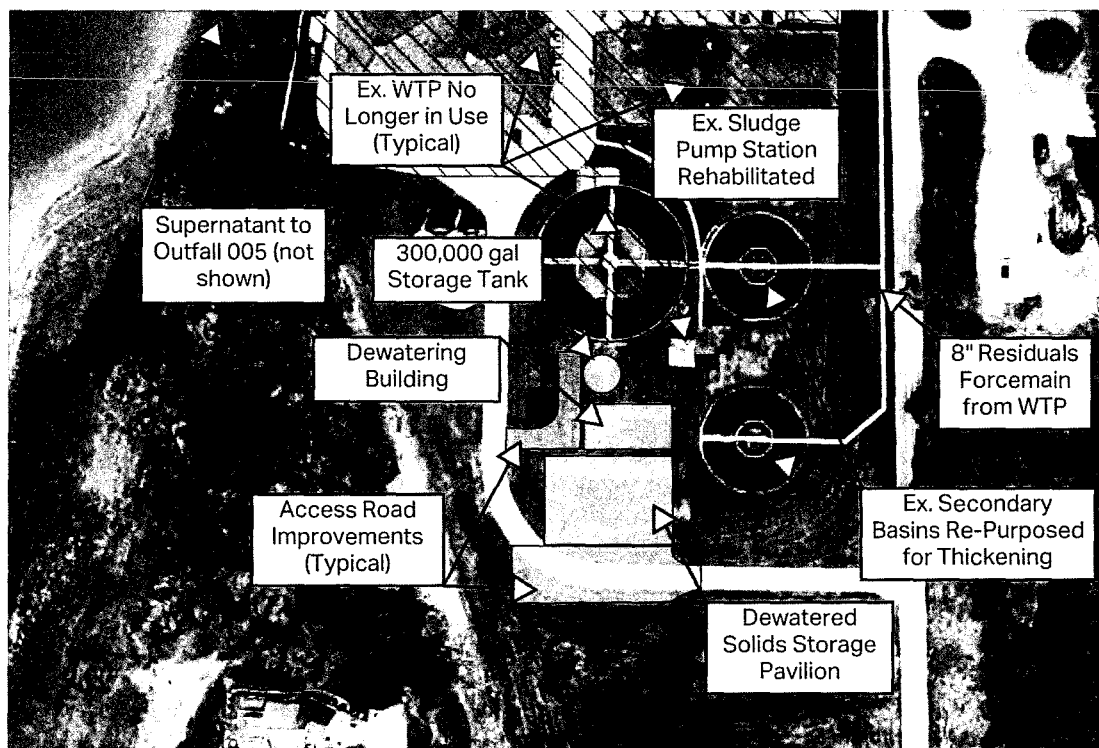 Ex. WTP No
Longer in Use
(Typical)
Ex. Sludge
Pump Station
Rehabilitated
Supernatant to
Outfall 005 (not
shown)
300,000 gal
Storage Tank
Dewatering
Building
8" Residuals
Forcemain
from WTP
Access Road
Improvements
(Typical)
Ex. Secondary
Basins Re-Purposed
for Thickening
Dewatered
Solids Storage
Pavilion